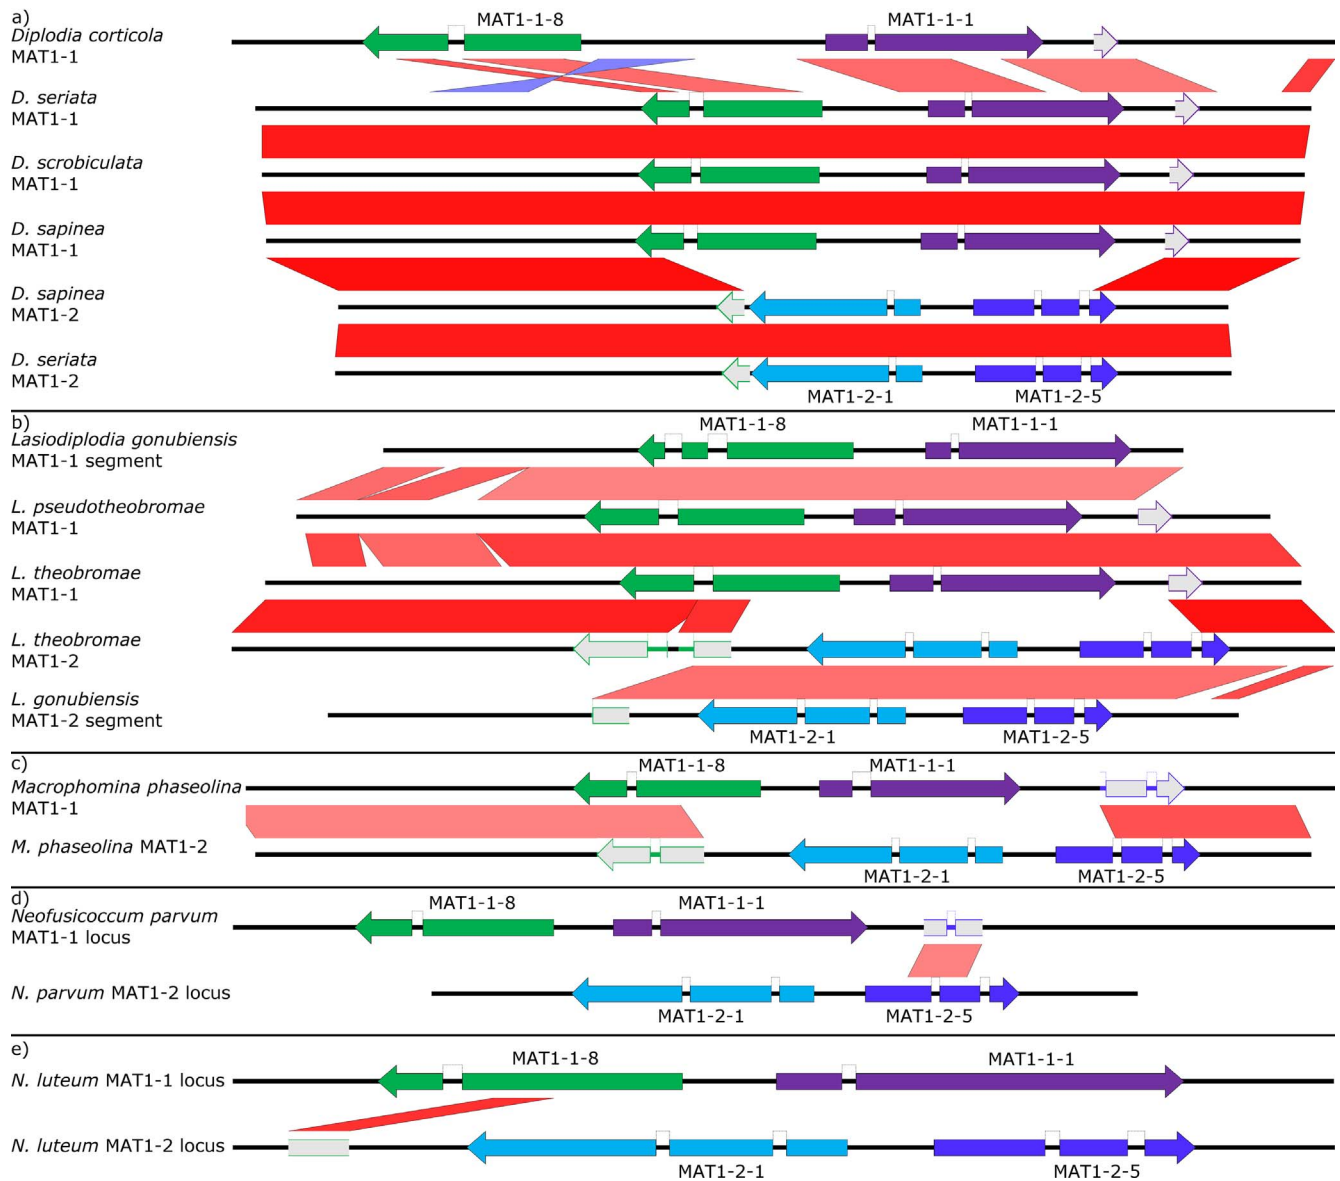 a)
MAT1-1-8 MAT1-1-1
Diplodia corticola
MAT1-1
D. seriata
MAT1-1
D. scrobiculata
MAT1-1
D. sapinea
MAT1-1
D. sapinea
MAT1-2
D. seriata
MAT1-2
MAT1-2-1 MAT1-2-5
b)
MAT1-1-8 MAT1-1-1
Lasiodiplodia gonubiensis
MAT1-1 segment
L. pseudotheobromae
MAT1-1
L. theobromae
MAT1-1
L. theobromae
MAT1-2
L. gonubiensis
MAT1-2 segment
MAT1-2-1 MAT1-2-5
c)
MAT1-1-8 MAT1-1-1
Macrophomina phaseolina
MAT1-1
M. phaseolina MAT1-2
MAT1-2-1 MAT1-2-5
d)
MAT1-1-8 MAT1-1-1
Neofusicoccum parvum
MAT1-1 locus
N. parvum MAT1-2 locus
MAT1-2-1 MAT1-2-5
e)
MAT1-1-8 MAT1-1-1
N. luteum MAT1-1 locus
N. luteum MAT1-2 locus
MAT1-2-1 MAT1-2-5